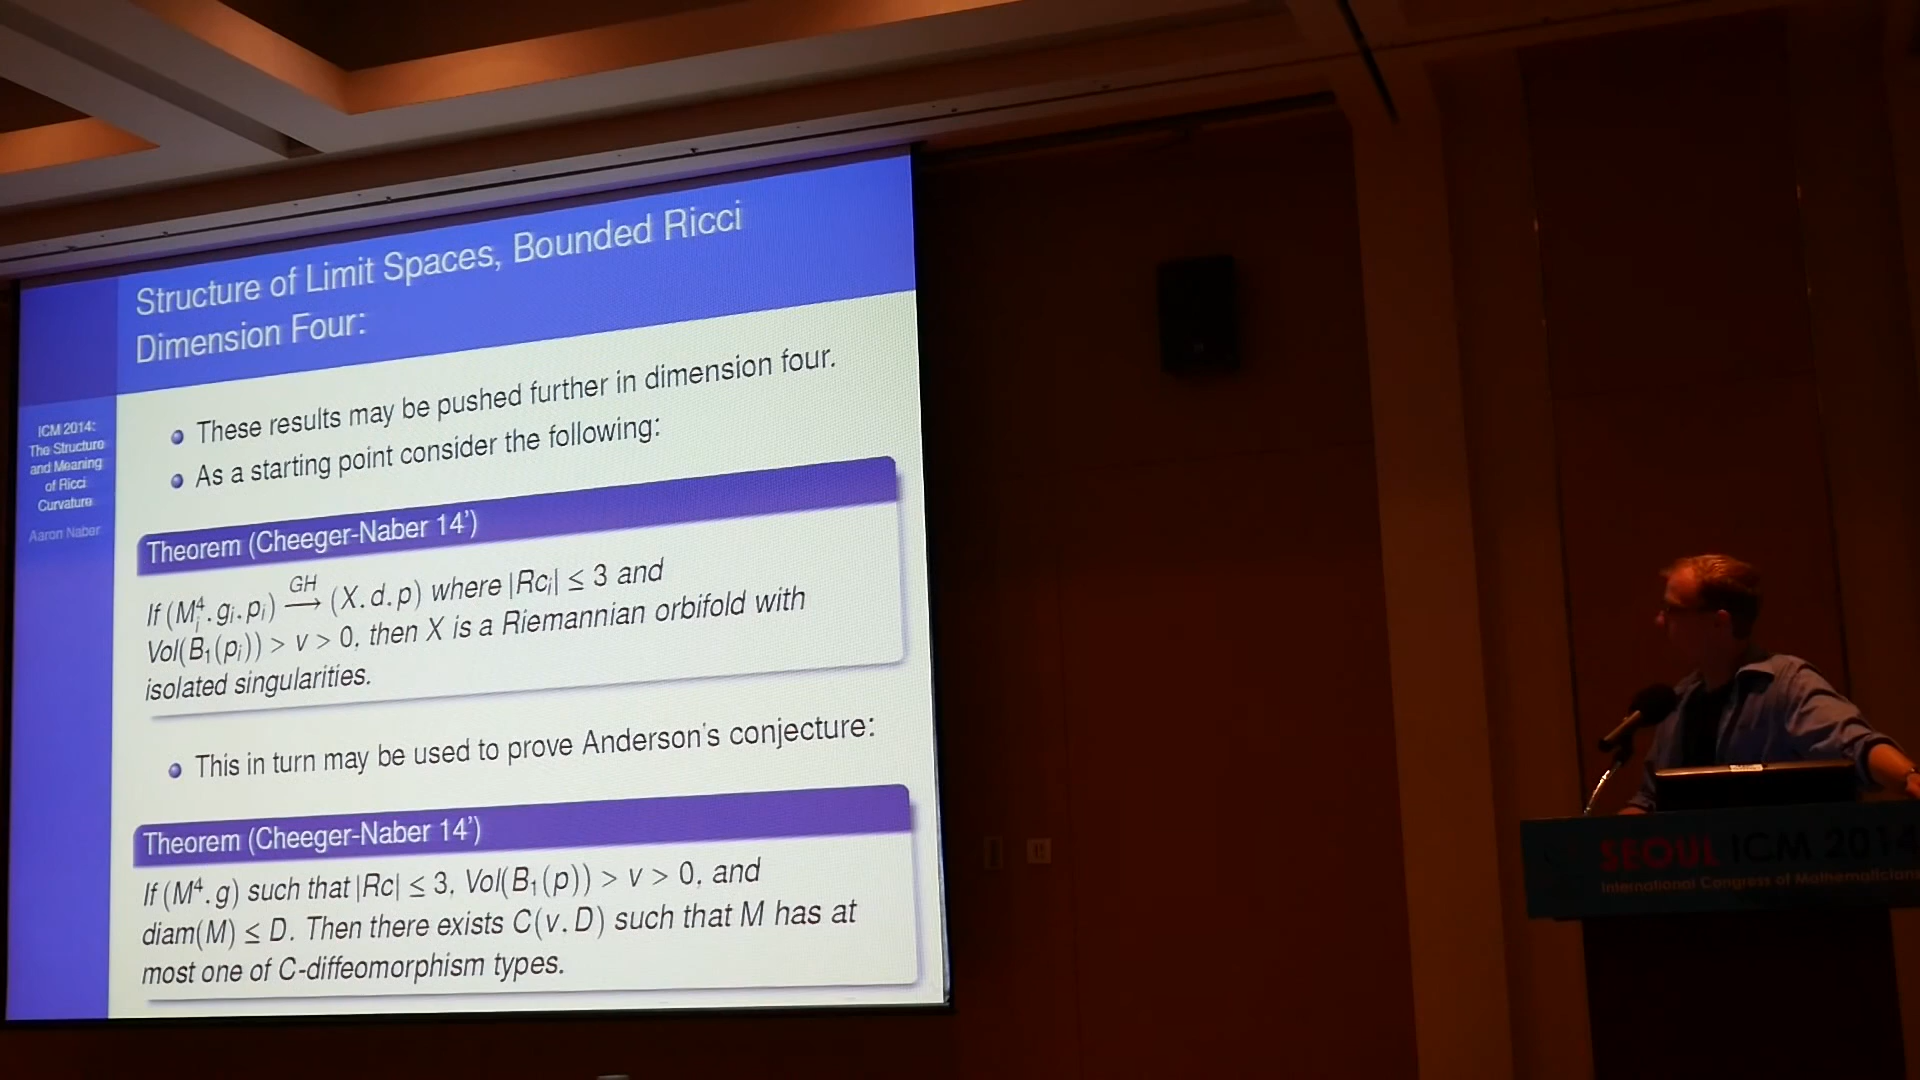 Structure of Limit Spaces, Bounded Ricci
Dimension Four:
ICM 2014:
The Structure
and Meaning
of Ricci
Curvature
Aaron Naber
These results may be pushed further in dimension four.
As a starting point consider the following:
Theorem (Cheeger-Naber 14')
If (M⁴ᵢ, gᵢ, pᵢ) —GH→ (X, d, p) where |Rcᵢ| ≤ 3 and
Vol(B₁(pᵢ)) > v > 0, then X is a Riemannian orbifold with
isolated singularities.
This in turn may be used to prove Anderson's conjecture:
Theorem (Cheeger-Naber 14')
If (M⁴, g) such that |Rc| ≤ 3, Vol(B₁(p)) > v > 0, and
diam(M) ≤ D. Then there exists C(v, D) such that M has at
most one of C-diffeomorphism types.
SEOUL ICM 2014
International Congress of Mathematicians